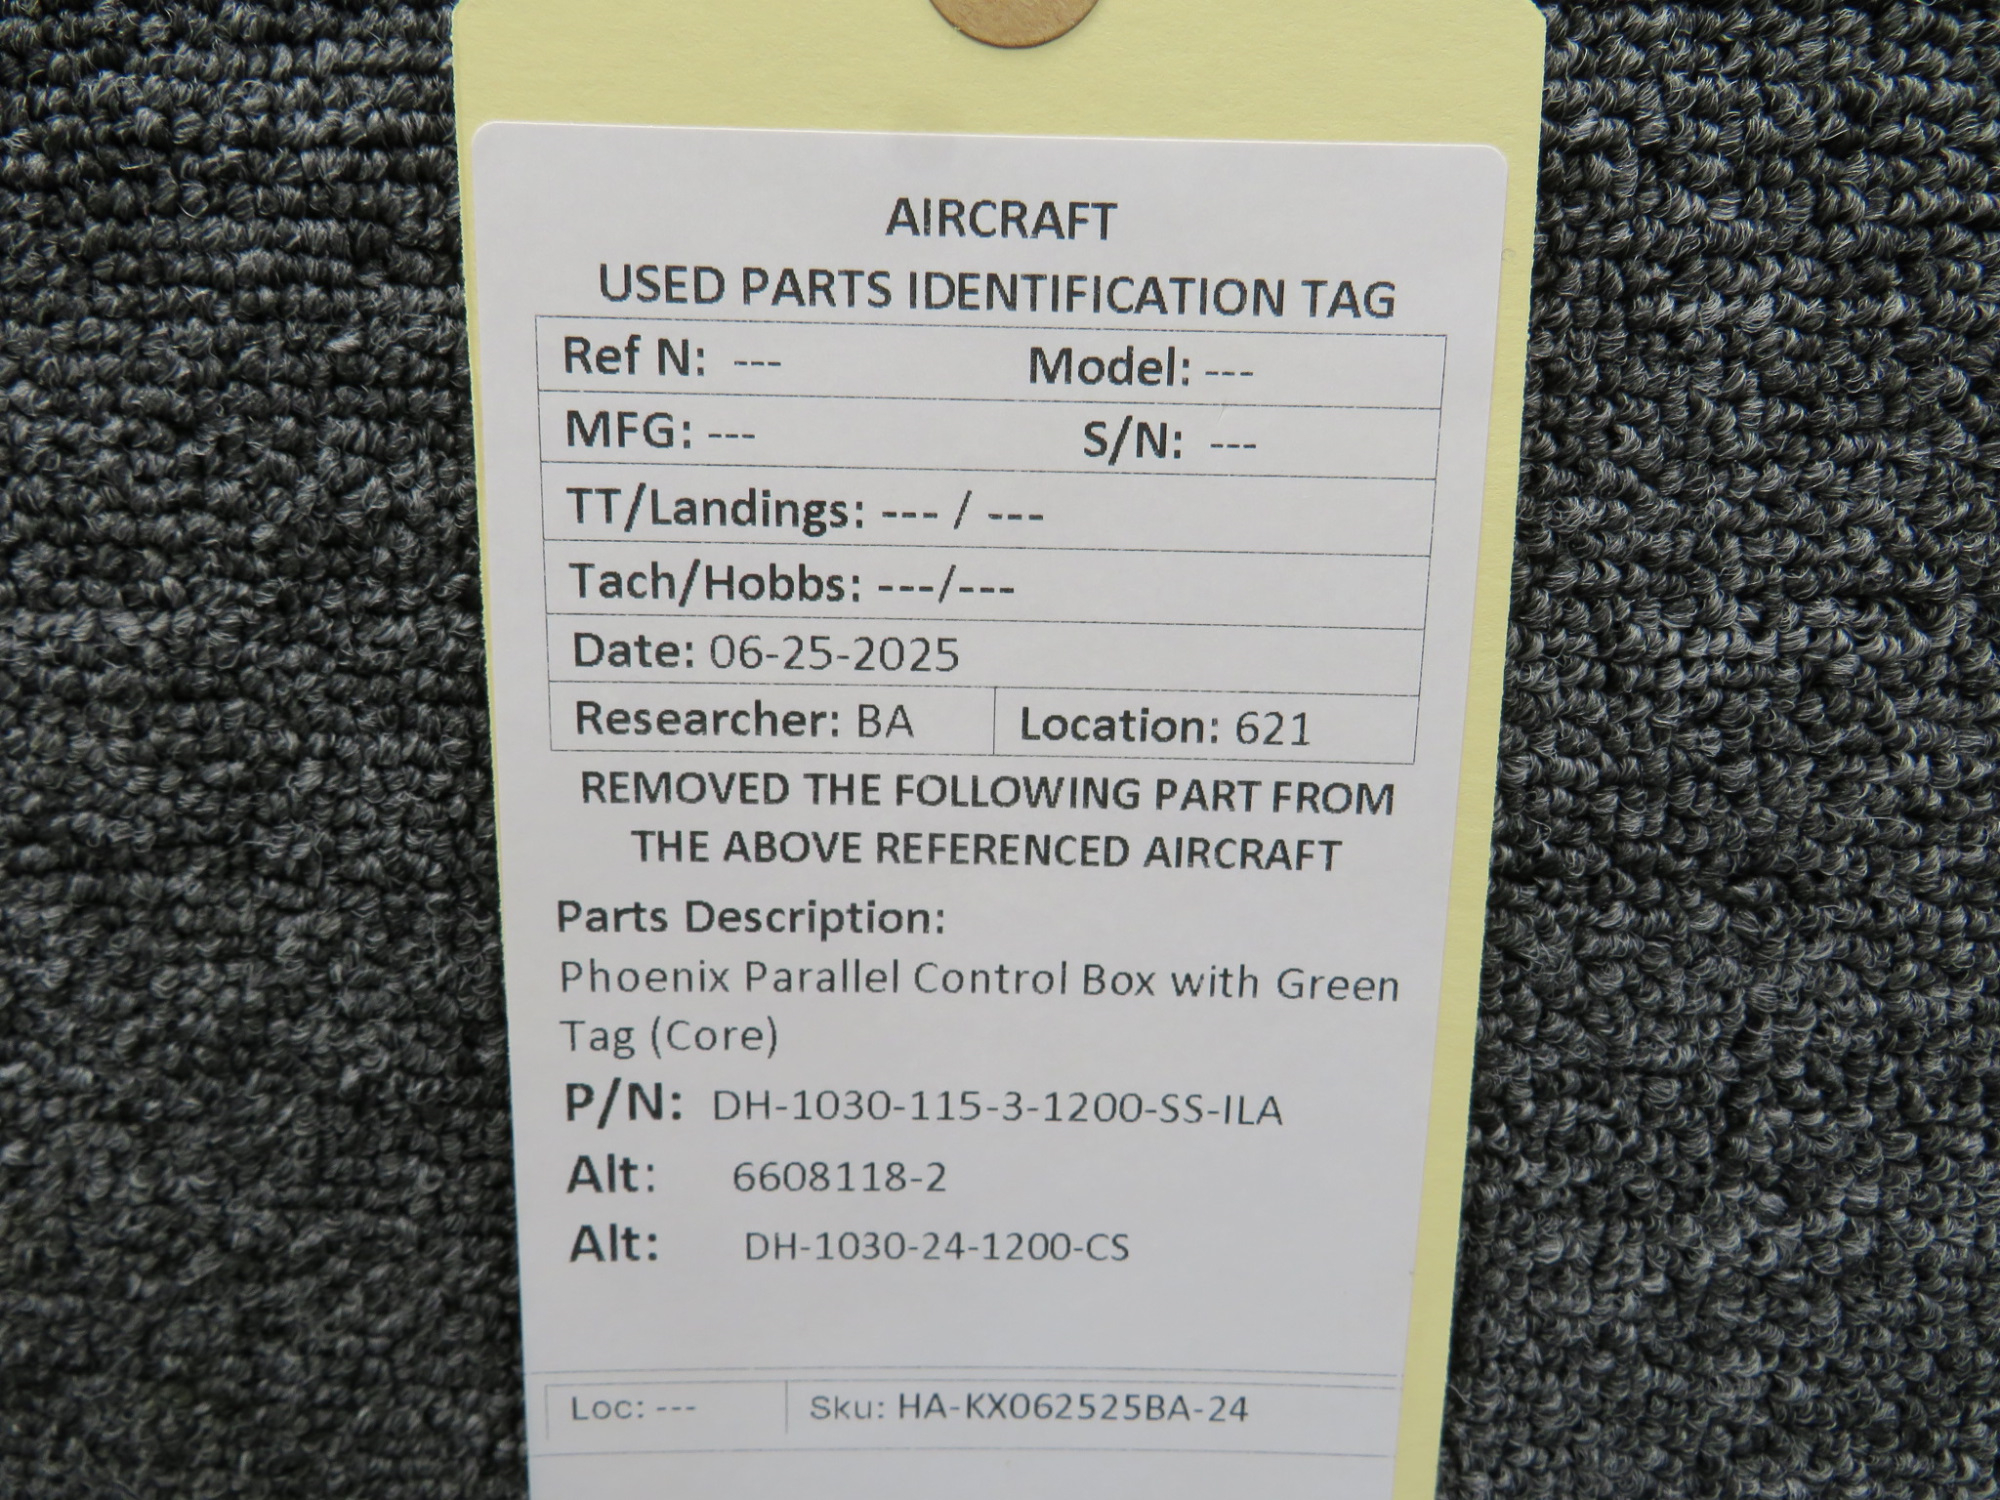 AIRCRAFT
USED PARTS IDENTIFICATION TAG
Ref N: --- Model: ---
MFG: --- S/N: ---
TT/Landings: --- / ---
Tach/Hobbs: ---/---
Date: 06-25-2025
Researcher: BA Location: 621
REMOVED THE FOLLOWING PART FROM
THE ABOVE REFERENCED AIRCRAFT
Parts Description:
Phoenix Parallel Control Box with Green
Tag (Core)
P/N: DH-1030-115-3-1200-SS-ILA
Alt: 6608118-2
Alt: DH-1030-24-1200-CS
Loc: --- Sku: HA-KX062525BA-24